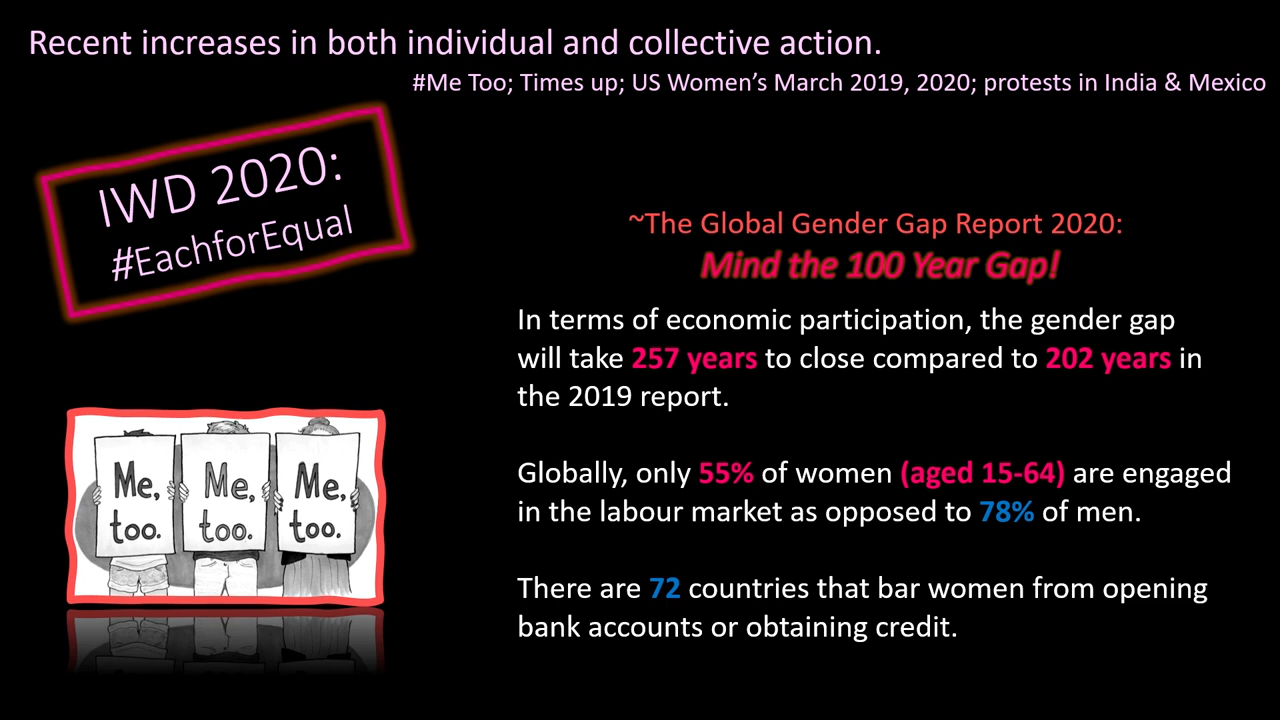 Recent increases in both individual and collective action.
#Me Too; Times up; US Women's March 2019, 2020; protests in India & Mexico
IWD 2020:
#EachforEqual
~The Global Gender Gap Report 2020:
Mind the 100 Year Gap!
In terms of economic participation, the gender gap
will take 257 years to close compared to 202 years in
the 2019 report.
Globally, only 55% of women (aged 15-64) are engaged
in the labour market as opposed to 78% of men.
There are 72 countries that bar women from opening
bank accounts or obtaining credit.
Me,
too.
Me,
too.
Me,
too.